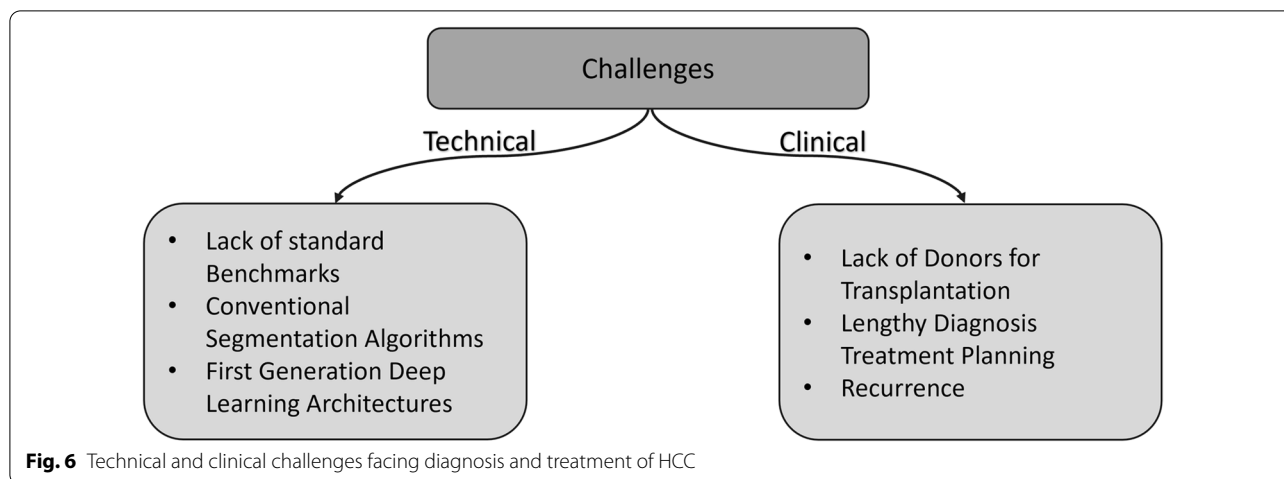 Challenges
Technical
Clinical
• Lack of standard
Benchmarks
• Conventional
Segmentation Algorithms
• First Generation Deep
Learning Architectures
• Lack of Donors for
Transplantation
• Lengthy Diagnosis
Treatment Planning
• Recurrence
Fig. 6 Technical and clinical challenges facing diagnosis and treatment of HCC